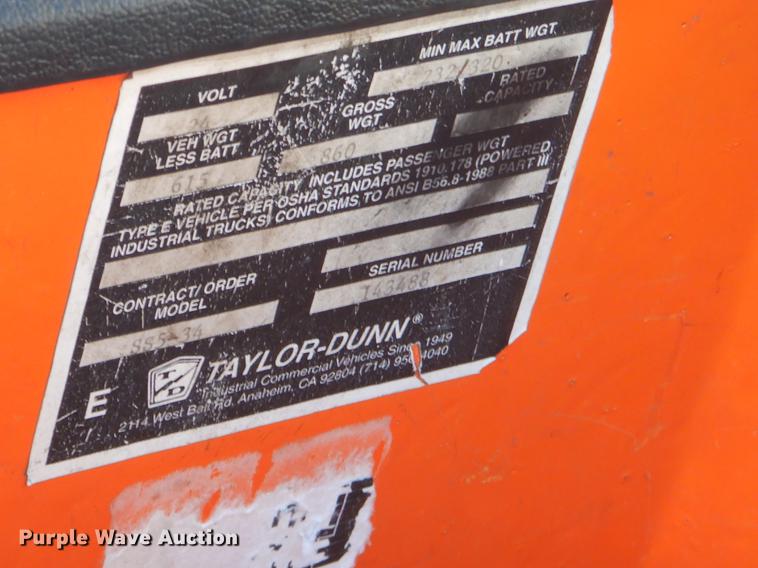 MIN MAX BATT WGT
232/320
VOLT
24
RATED
CAPACITY
GROSS
WGT
VEH WGT
LESS BATT
860
615
RATED CAPACITY INCLUDES PASSENGER WGT
TYPE E VEHICLE PER OSHA STANDARDS 1910.178 (POWERED
INDUSTRIAL TRUCKS) CONFORMS TO ANSI B56.8-1988 PART III
CONTRACT/ORDER
MODEL
SERIAL NUMBER
143488
SS5-34
E
T D
TAYLOR-DUNN®
Industrial Commercial Vehicles Since 1949
2114 West Ball Rd. Anaheim, CA 92804 (714) 956-4040
Purple Wave Auction